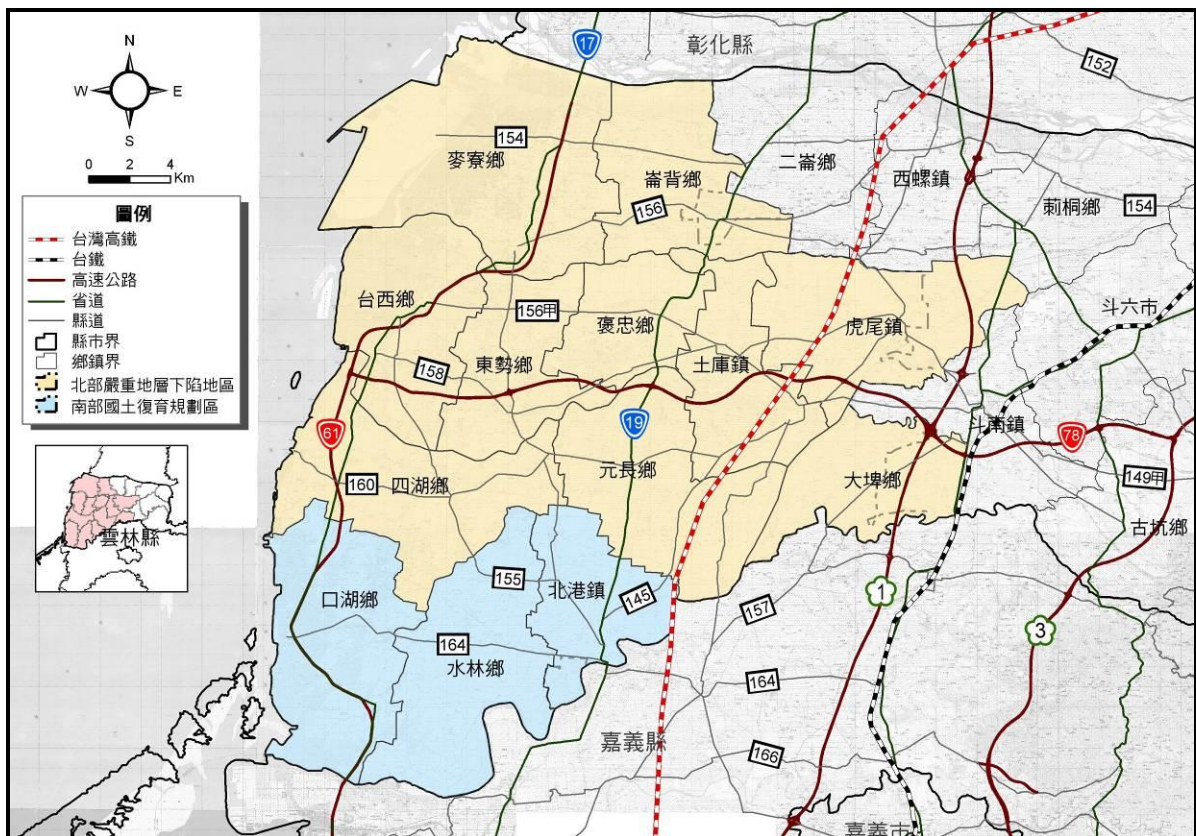 N
W
E
S
0
2
4
Km
圖例
台灣高鐵
台鐵
高速公路
省道
縣道
縣市界
鄉鎮界
北部嚴重地層下陷地區
南部國土復育規劃區
雲林縣
17
彰化縣
152
154
麥寮鄉
崙背鄉
二崙鄉
西螺鎮
莿桐鄉
154
156
台西鄉
156甲
褒忠鄉
虎尾鎮
斗六市
158
東勢鄉
土庫鎮
61
19
斗南鎮
78
160
四湖鄉
元長鄉
大埤鄉
149甲
古坑鄉
155
北港鎮
145
157
1
3
口湖鄉
164
水林鄉
164
嘉義縣
166
嘉義市